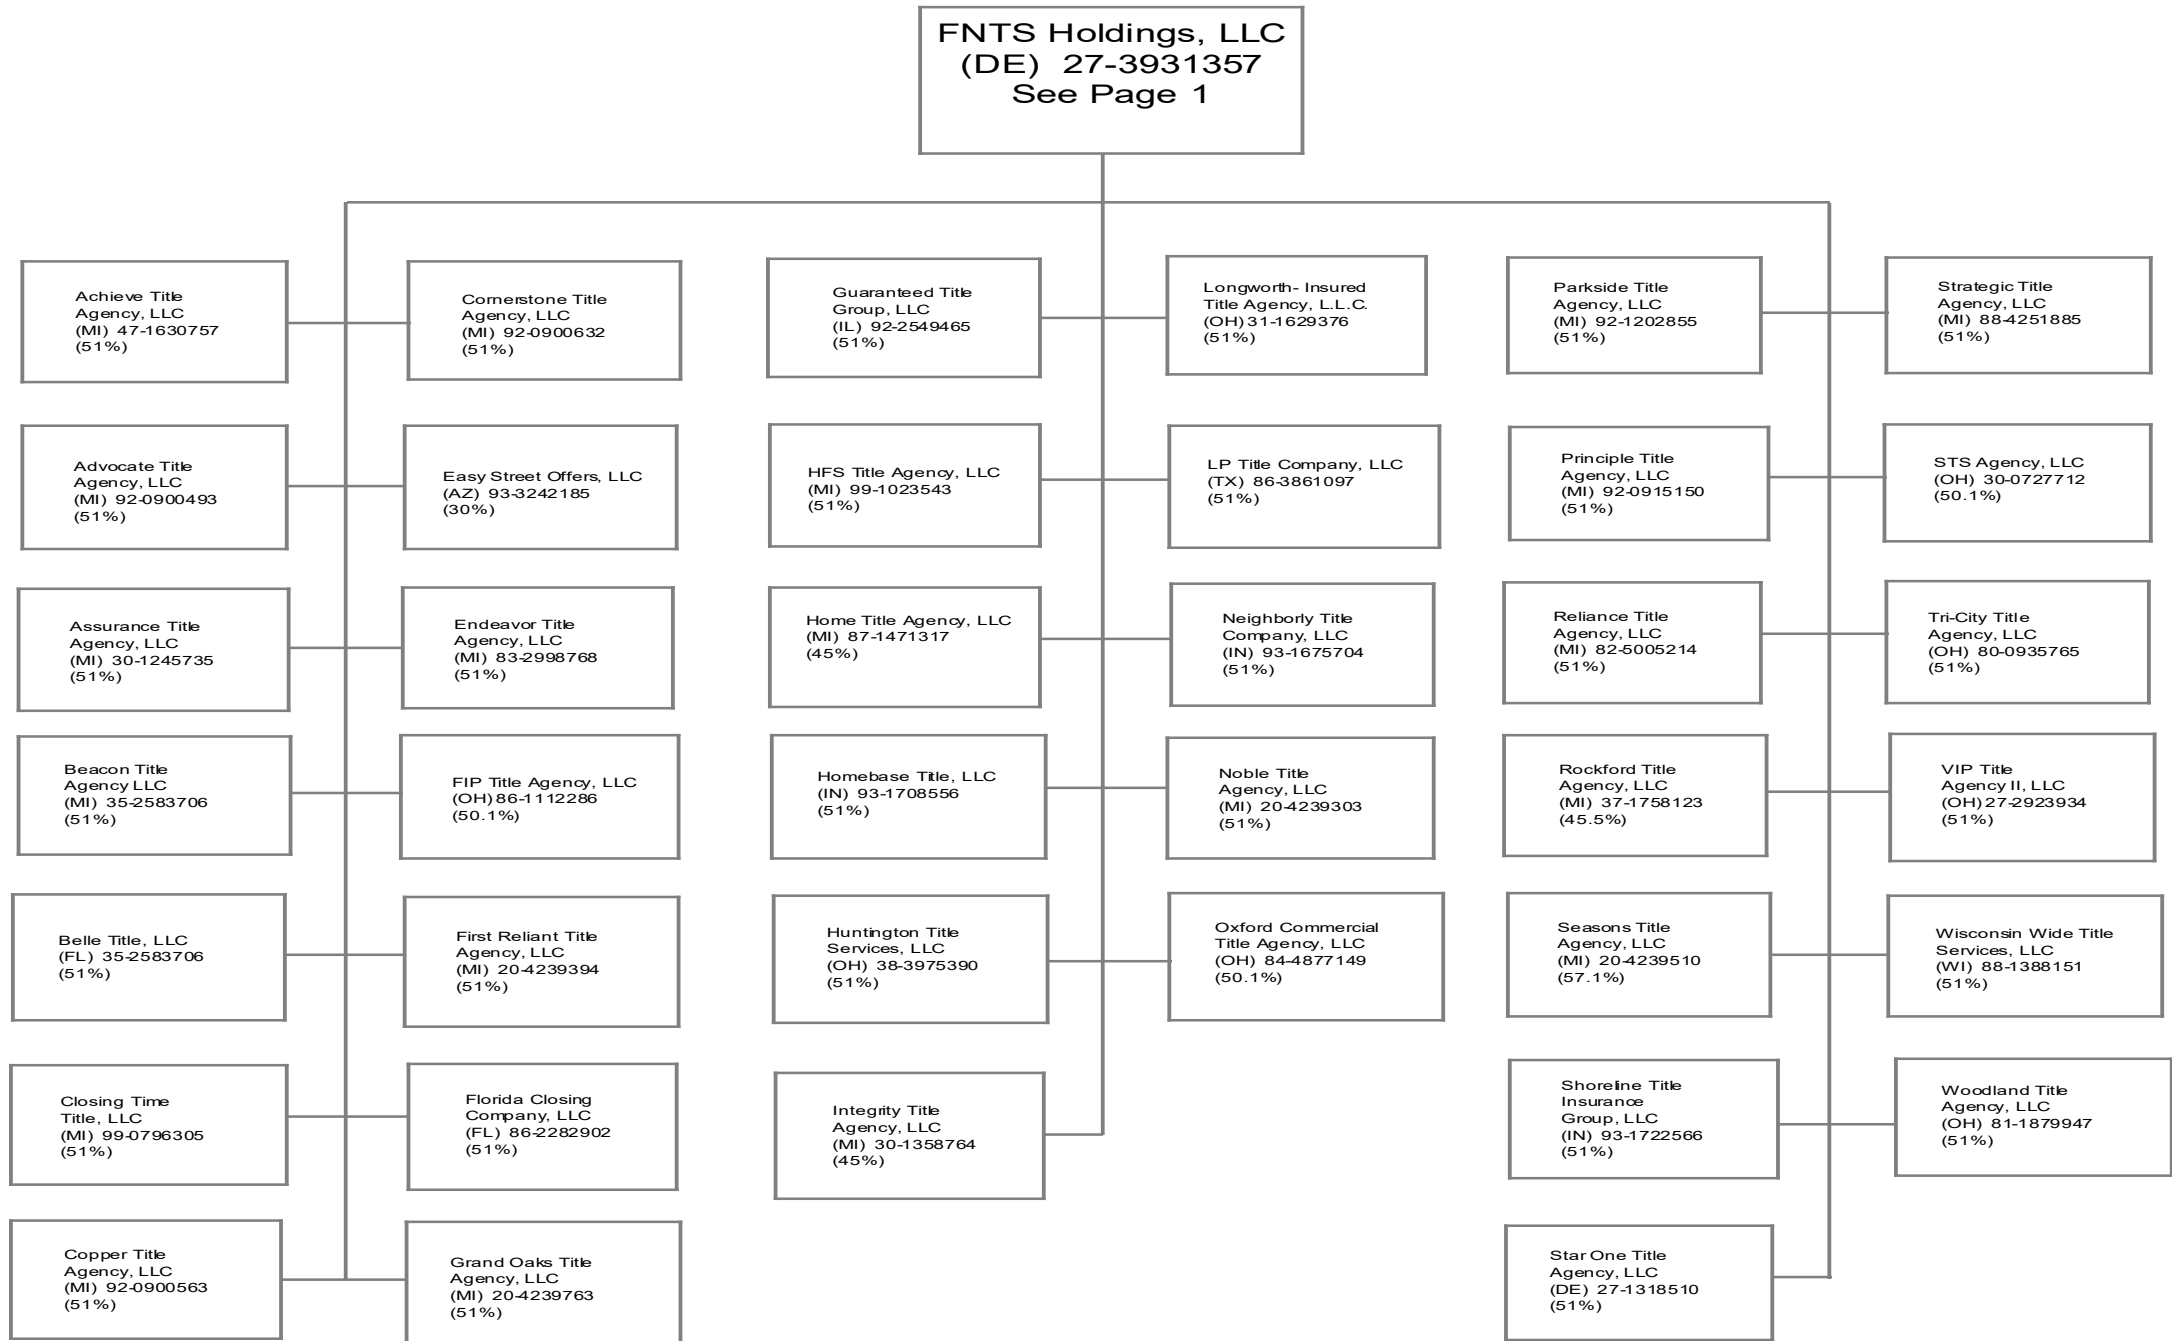 FNTS Holdings, LLC
(DE) 27-3931357
See Page 1
Achieve Title
Agency, LLC
(MI) 47-1630757
(51%)
Cornerstone Title
Agency, LLC
(MI) 92-0900632
(51%)
Guaranteed Title
Group, LLC
(IL) 92-2549465
(51%)
Longworth- Insured
Title Agency, L.L.C.
(OH) 31-1629376
(51%)
Parkside Title
Agency, LLC
(MI) 92-1202855
(51%)
Strategic Title
Agency, LLC
(MI) 88-4251885
(51%)
Advocate Title
Agency, LLC
(MI) 92-0900493
(51%)
Easy Street Offers, LLC
(AZ) 93-3242185
(30%)
HFS Title Agency, LLC
(MI) 99-1023543
(51%)
LP Title Company, LLC
(TX) 86-3861097
(51%)
Principle Title
Agency, LLC
(MI) 92-0915150
(51%)
STS Agency, LLC
(OH) 30-0727712
(50.1%)
Assurance Title
Agency, LLC
(MI) 30-1245735
(51%)
Endeavor Title
Agency, LLC
(MI) 83-2998768
(51%)
Home Title Agency, LLC
(MI) 87-1471317
(45%)
Neighborly Title
Company, LLC
(IN) 93-1675704
(51%)
Reliance Title
Agency, LLC
(MI) 82-5005214
(51%)
Tri-City Title
Agency, LLC
(OH) 80-0935765
(51%)
Beacon Title
Agency LLC
(MI) 35-2583706
(51%)
FIP Title Agency, LLC
(OH) 86-1112286
(50.1%)
Homebase Title, LLC
(IN) 93-1708556
(51%)
Noble Title
Agency, LLC
(MI) 20-4239303
(51%)
Rockford Title
Agency, LLC
(MI) 37-1758123
(45.5%)
VIP Title
Agency II, LLC
(OH) 27-2923934
(51%)
Belle Title, LLC
(FL) 35-2583706
(51%)
First Reliant Title
Agency, LLC
(MI) 20-4239394
(51%)
Huntington Title
Services, LLC
(OH) 38-3975390
(51%)
Oxford Commercial
Title Agency, LLC
(OH) 84-4877149
(50.1%)
Seasons Title
Agency, LLC
(MI) 20-4239510
(57.1%)
Wisconsin Wide Title
Services, LLC
(WI) 88-1388151
(51%)
Closing Time
Title, LLC
(MI) 99-0796305
(51%)
Florida Closing
Company, LLC
(FL) 86-2282902
(51%)
Integrity Title
Agency, LLC
(MI) 30-1358764
(45%)
Shoreline Title
Insurance
Group, LLC
(IN) 93-1722566
(51%)
Woodland Title
Agency, LLC
(OH) 81-1879947
(51%)
Copper Title
Agency, LLC
(MI) 92-0900563
(51%)
Grand Oaks Title
Agency, LLC
(MI) 20-4239763
(51%)
Star One Title
Agency, LLC
(DE) 27-1318510
(51%)